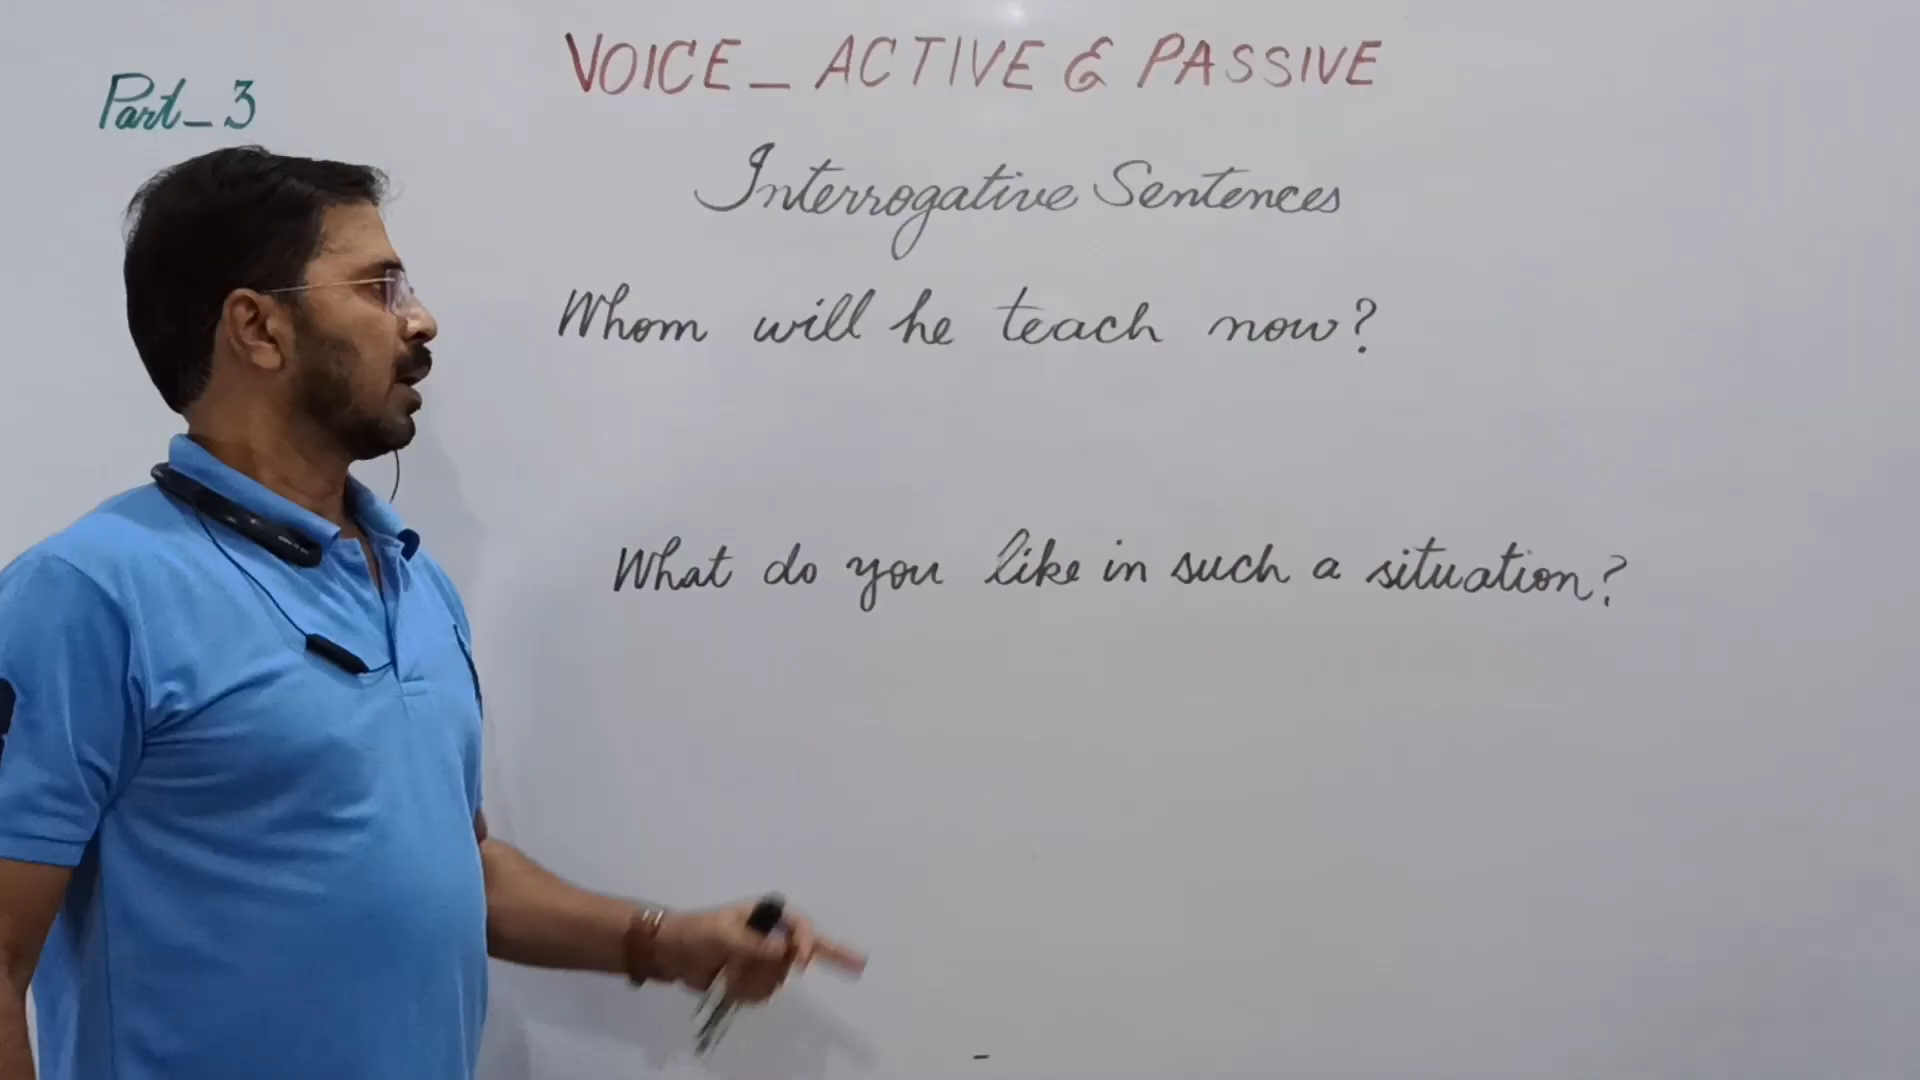 VOICE_ ACTIVE & PASSIVE
Part_3
Interrogative Sentences
Whom will he teach now?
What do you like in such a situation?